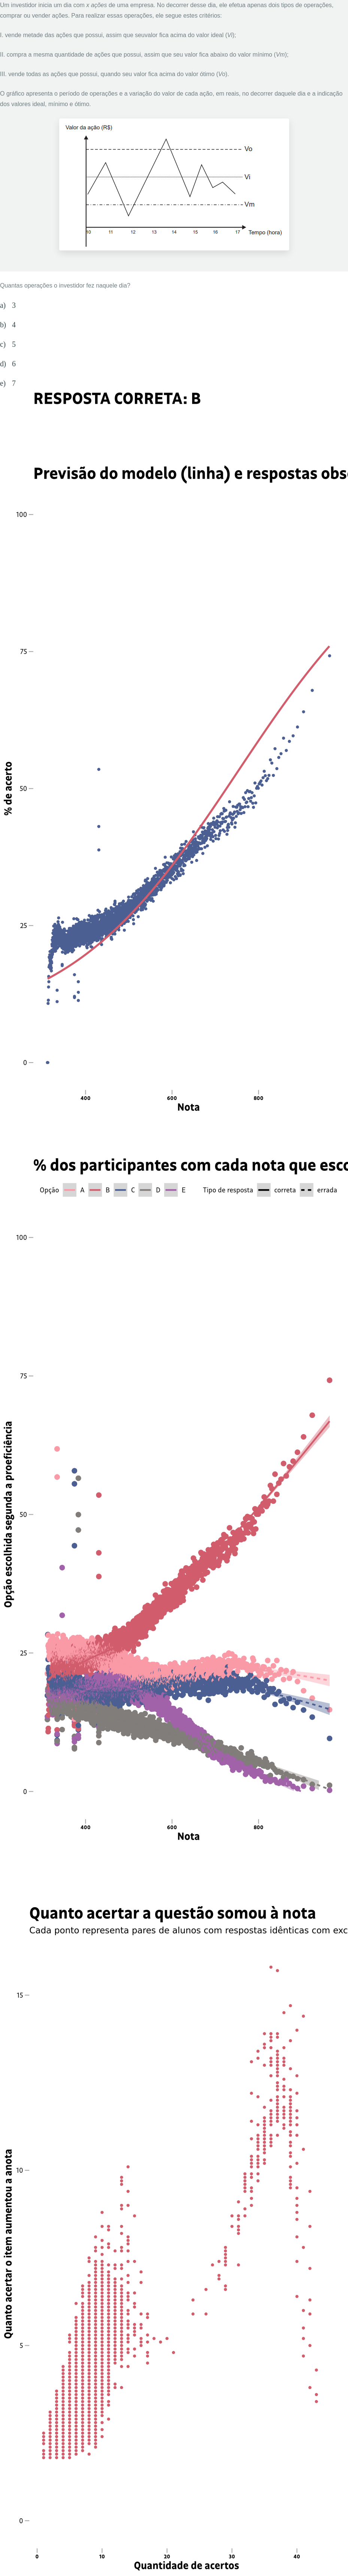 Um investidor inicia um dia com x ações de uma empresa. No decorrer desse dia, ele efetua apenas dois tipos de operações,
comprar ou vender ações. Para realizar essas operações, ele segue estes critérios:
I. vende metade das ações que possui, assim que seuvalor fica acima do valor ideal (Vi);
II. compra a mesma quantidade de ações que possui, assim que seu valor fica abaixo do valor mínimo (Vm);
III. vende todas as ações que possui, quando seu valor fica acima do valor ótimo (Vo).
O gráfico apresenta o período de operações e a variação do valor de cada ação, em reais, no decorrer daquele dia e a indicação
dos valores ideal, mínimo e ótimo.
Valor da ação (R$)
Vo
Vi
Vm
10 11 12 13 14 15 16 17 Tempo (hora)
Quantas operações o investidor fez naquele dia?
a) 3
b) 4
c) 5
d) 6
e) 7
RESPOSTA CORRETA: B
Previsão do modelo (linha) e respostas obs
100
75
50
25
0
% de acerto
400 600 800
Nota
% dos participantes com cada nota que esco
Opção A B C D E Tipo de resposta correta errada
100
75
50
25
0
Opção escolhida segunda a proeficiência
400 600 800
Nota
Quanto acertar a questão somou à nota
Cada ponto representa pares de alunos com respostas idênticas com exc
15
10
5
0
Quanto acertar o item aumentou a anota
0 10 20 30 40
Quantidade de acertos